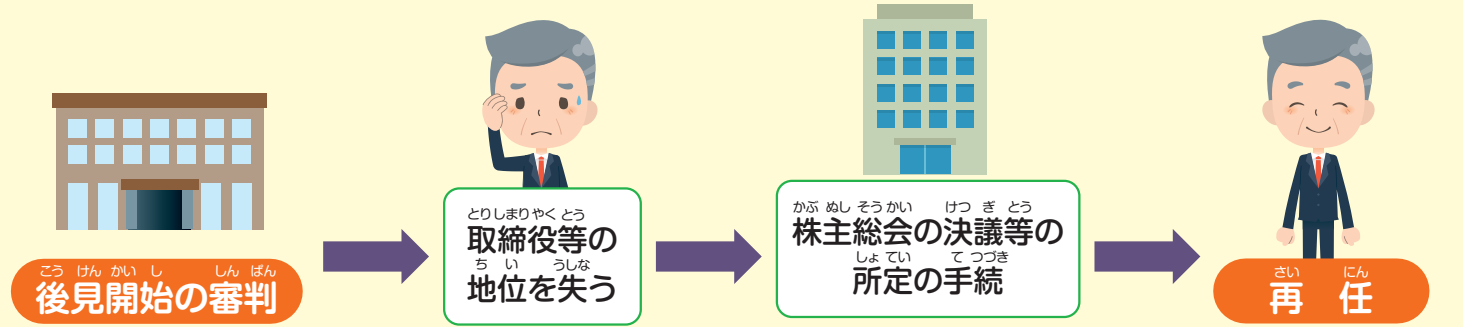 こう けん かい し しん ぱん
後見開始の審判
とりしまりやく とう
取締役等の
ち い うしな
地位を失う
かぶ ぬし そうかい けつ ぎ とう
株主総会の決議等の
しょ てい て つづき
所定の手続
さい にん
再 任